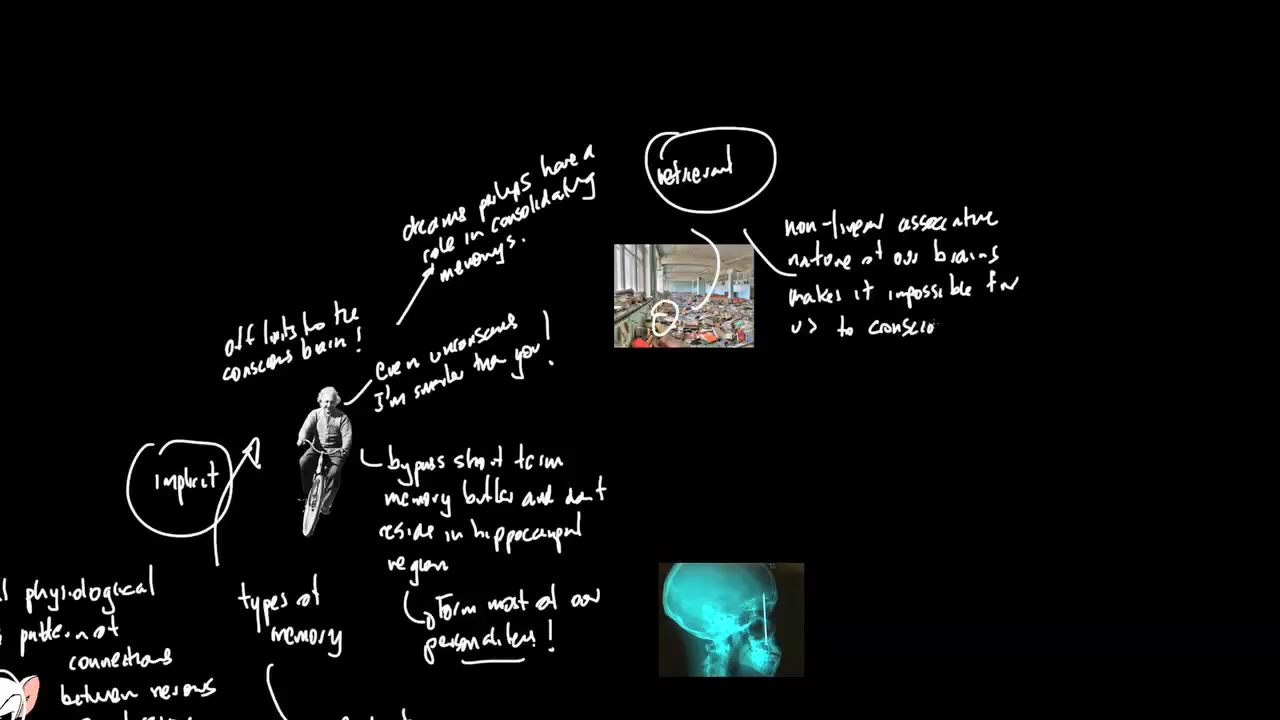 retrieval
non-linear associative
nature of our brains
makes it impossible for
us to conscio
dreams perhaps have a
role in consolidating
memorys.
off limits to the
conscious brain!
Even unconscious
I'm smarter than you!
implicit
bypass short term
memory buffer and don't
reside in hippocampal
region
Form most of our
personalities!
types of
memory
physiological
pattern of
connections
between neurons